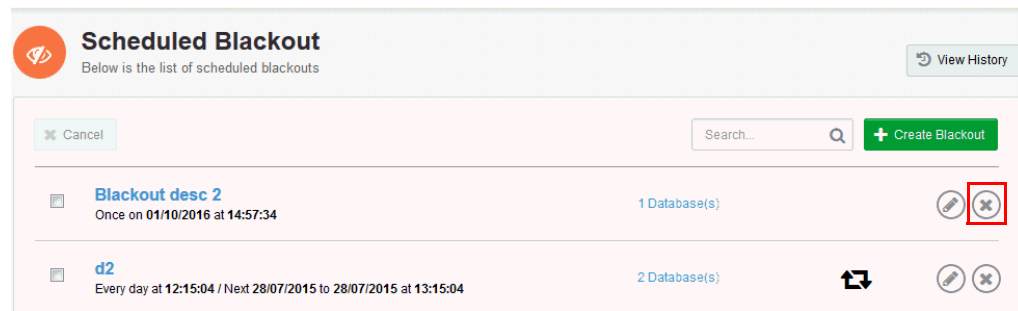 Scheduled Blackout
Below is the list of scheduled blackouts
View History
Cancel
Search...
Create Blackout
Blackout desc 2
Once on 01/10/2016 at 14:57:34
1 Database(s)
d2
Every day at 12:15:04 / Next 28/07/2015 to 28/07/2015 at 13:15:04
2 Database(s)